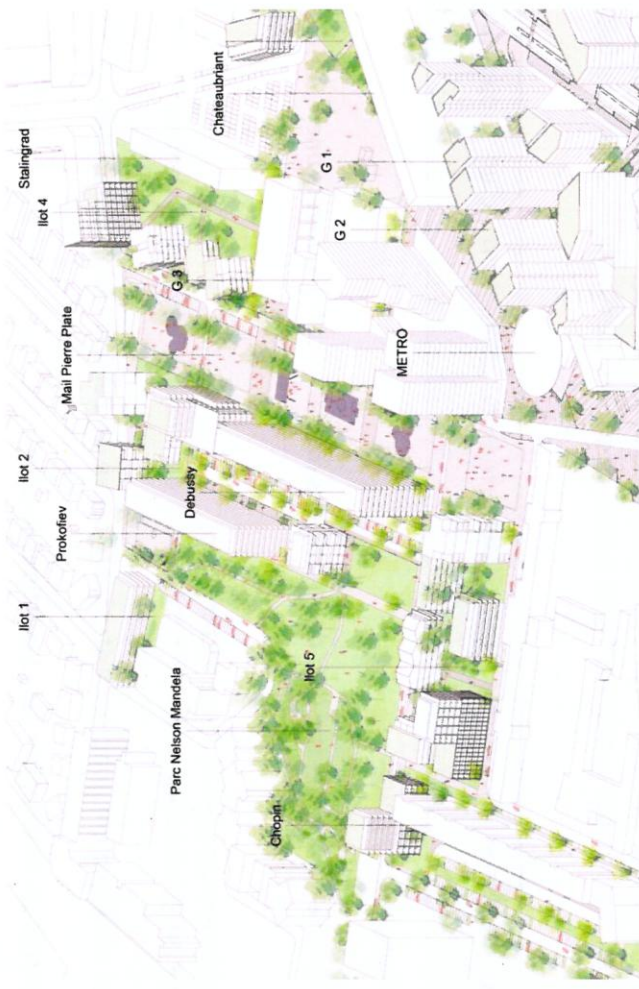 Ilot 1
Prokofiev
Ilot 2
Mail Pierre Plate
Ilot 4
Stalingrad
Parc Nelson Mandela
Debussy
G 3
Chateaubriant
Chopin
Ilot 5
METRO
G 2
G 1